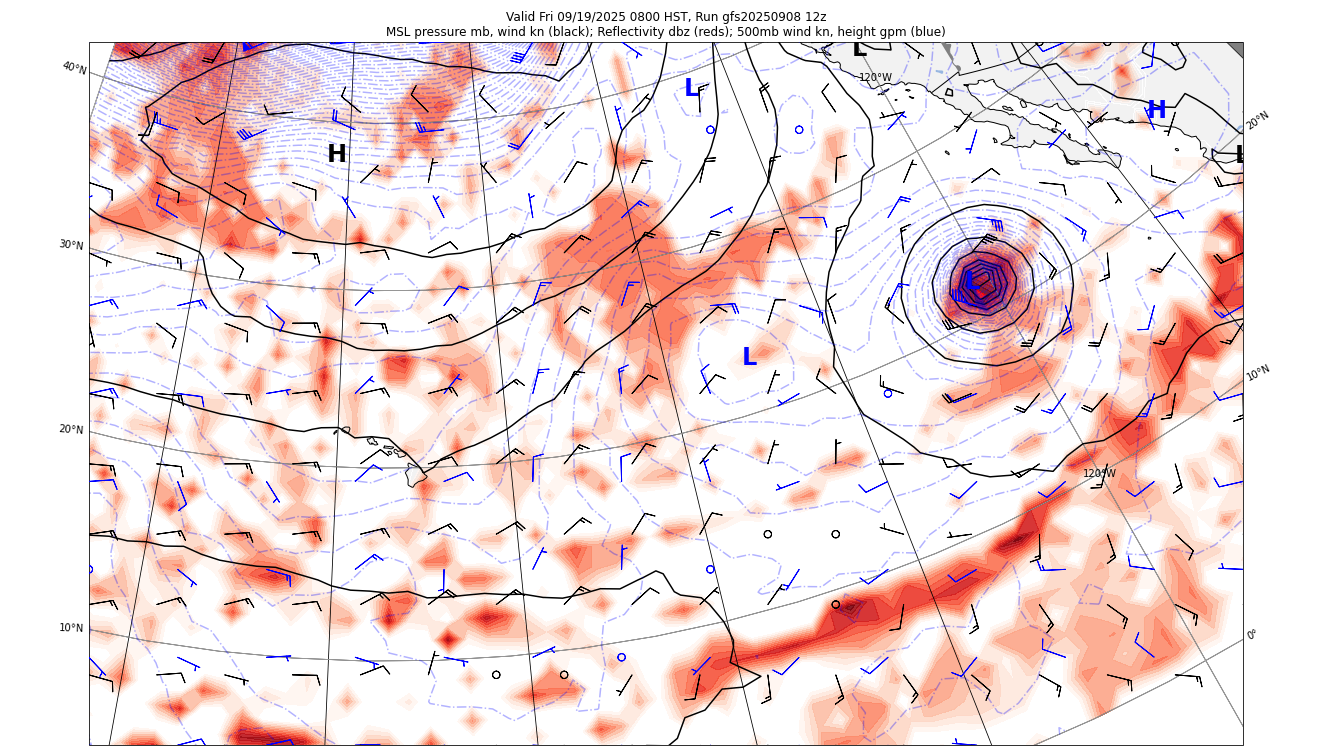 Valid Fri 09/19/2025 0800 HST, Run gfs20250908 12z
MSL pressure mb, wind kn (black); Reflectivity dbz (reds); 500mb wind kn, height gpm (blue)
L
40°N
120°W
L
H
20°N
H
L
30°N
L
L
10°N
20°N
120°W
10°N
0°